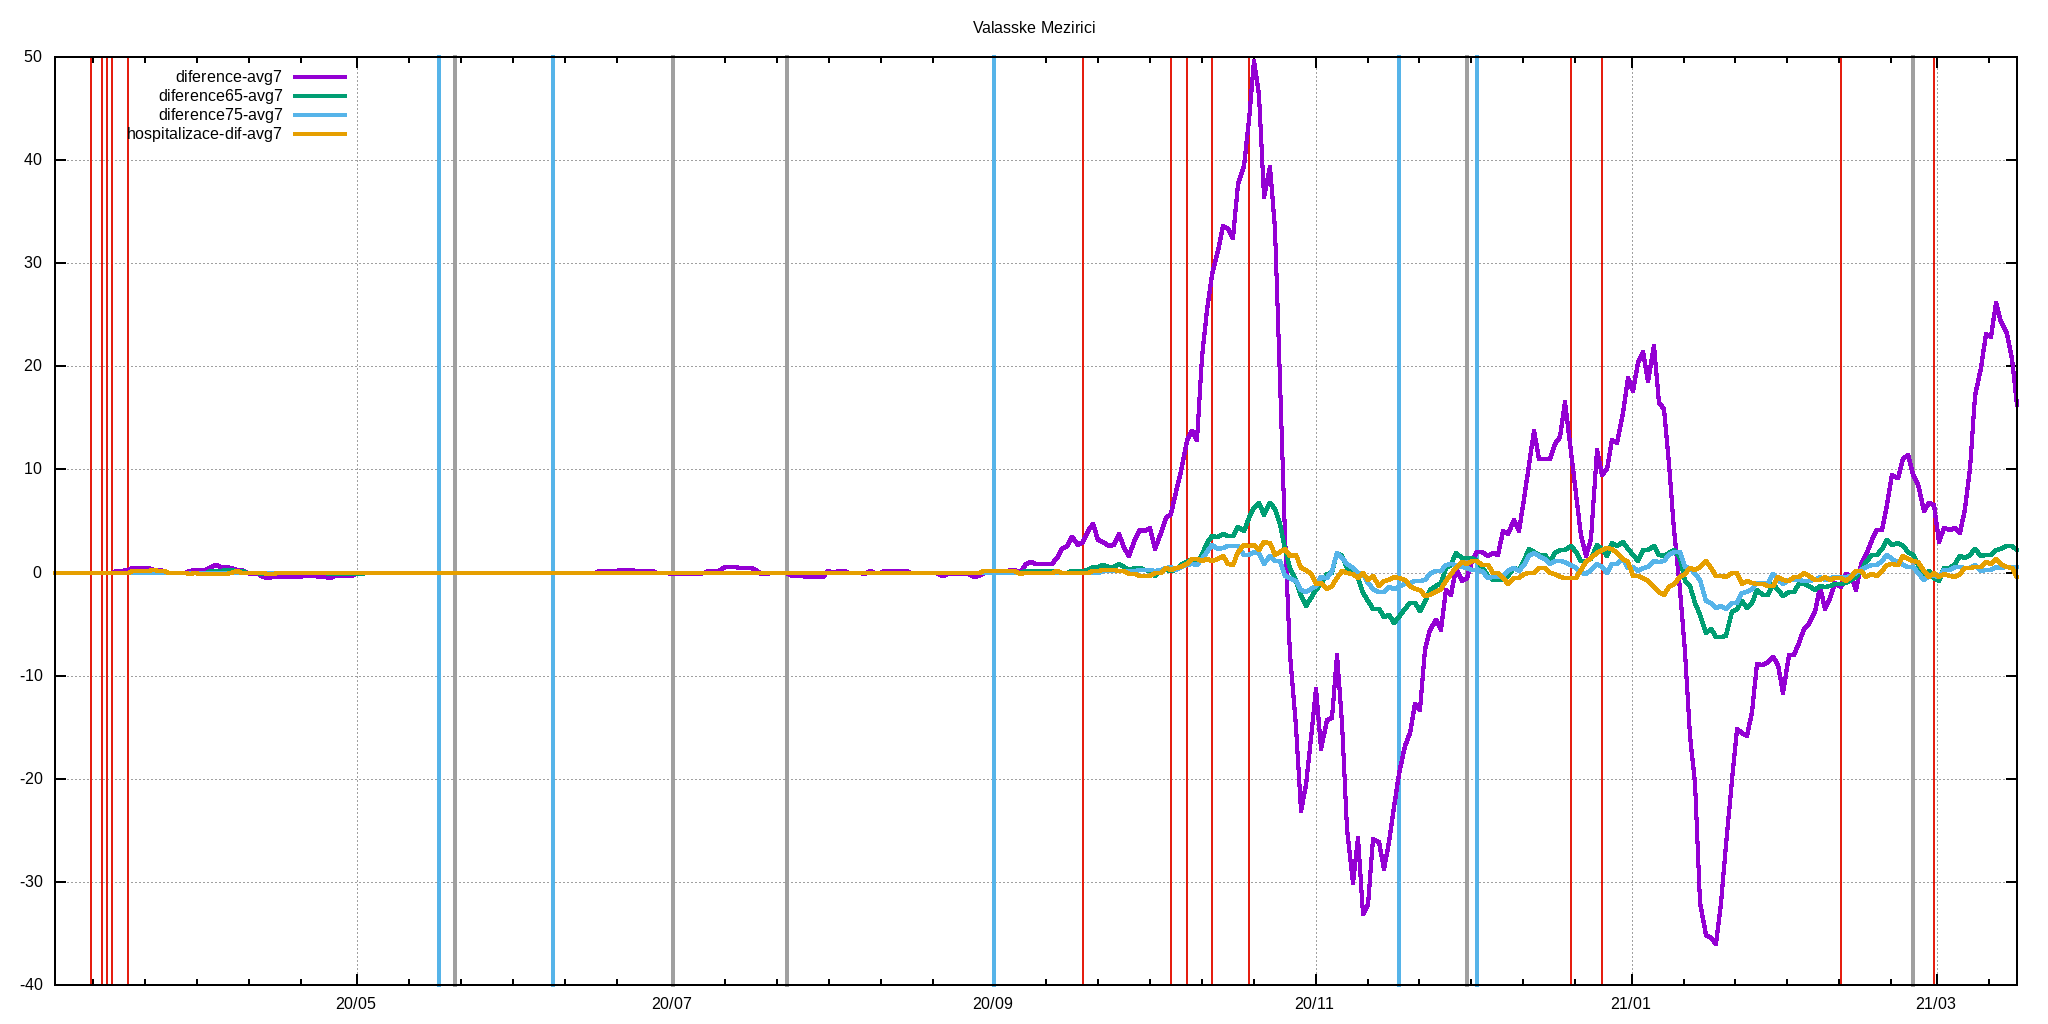 Valasske Mezirici
50
diference-avg7
diference65-avg7
diference75-avg7
hospitalizace-dif-avg7
40
30
20
10
0
-10
-20
-30
-40
20/05 20/07 20/09 20/11 21/01 21/03